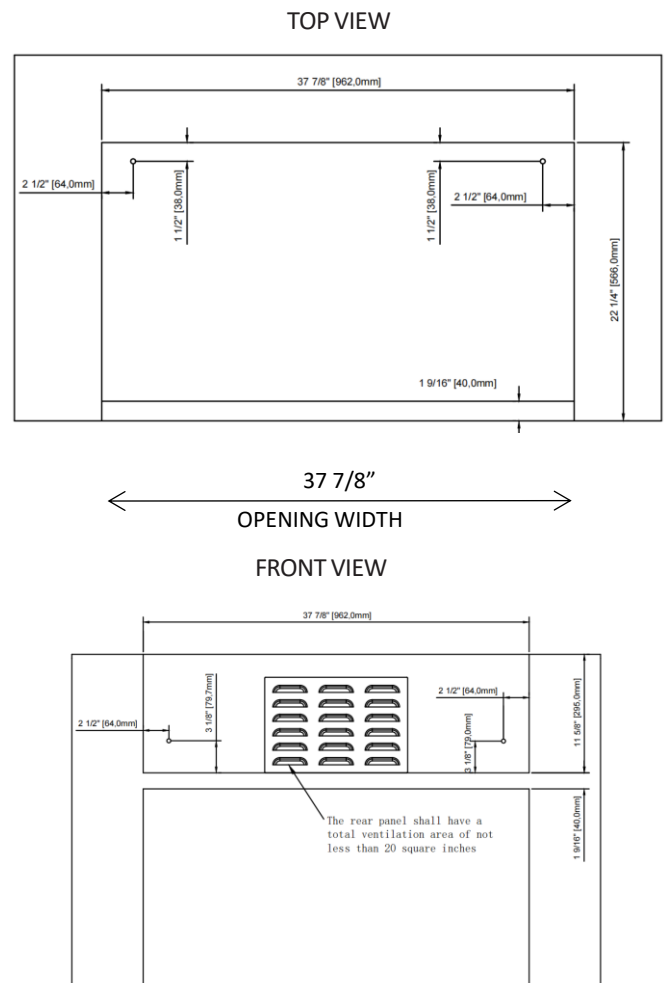 TOP VIEW
37 7/8" [962,0mm]
2 1/2" [64,0mm]
1 1/2" [38,0mm]
1 1/2" [38,0mm]
2 1/2" [64,0mm]
22 1/4" [566,0mm]
1 9/16" [40,0mm]
37 7/8”
OPENING WIDTH
FRONT VIEW
37 7/8" [962,0mm]
2 1/2" [64,0mm]
3 1/8" [79,7mm]
2 1/2" [64,0mm]
3 1/8" [79,0mm]
11 5/8" [295,0mm]
1 9/16" [40,0mm]
The rear panel shall have a
total ventilation area of not
less than 20 square inches